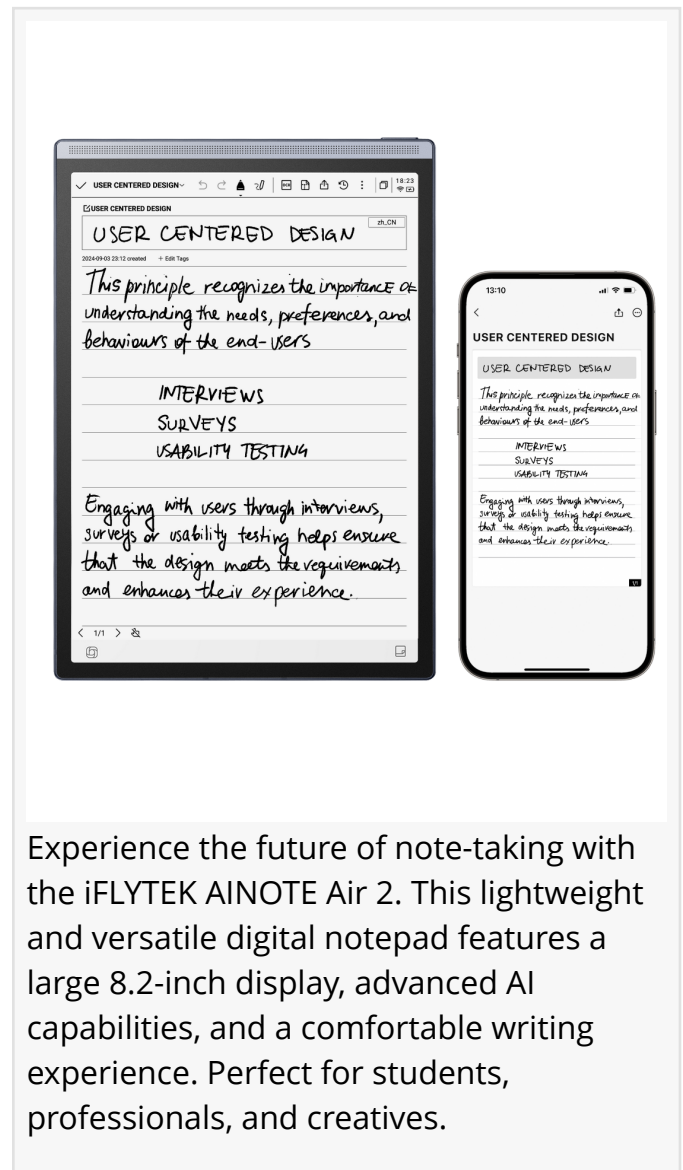 USER CENTERED DESIGN
18:23
USER CENTERED DESIGN
zh_CN
USER CENTERED DESIGN
2024-09-03 23:12 created + Edit Tags
This principle recognizes the importance of
understanding the needs, preferences, and
behaviours of the end-users
INTERVIEWS
SURVEYS
USABILITY TESTING
Engaging with users through interviews,
surveys or usability testing helps ensure
that the design meets the requirements
and enhances their experience.
1/1
13:10
USER CENTERED DESIGN
USER CENTERED DESIGN
This principle recognizes the importance of
understanding the needs, preferences, and
behaviours of the end-users
INTERVIEWS
SURVEYS
USABILITY TESTING
Engaging with users through interviews,
surveys or usability testing helps ensure
that the design meets the requirements
and enhances their experience.
1/1
Experience the future of note-taking with
the iFLYTEK AINOTE Air 2. This lightweight
and versatile digital notepad features a
large 8.2-inch display, advanced AI
capabilities, and a comfortable writing
experience. Perfect for students,
professionals, and creatives.